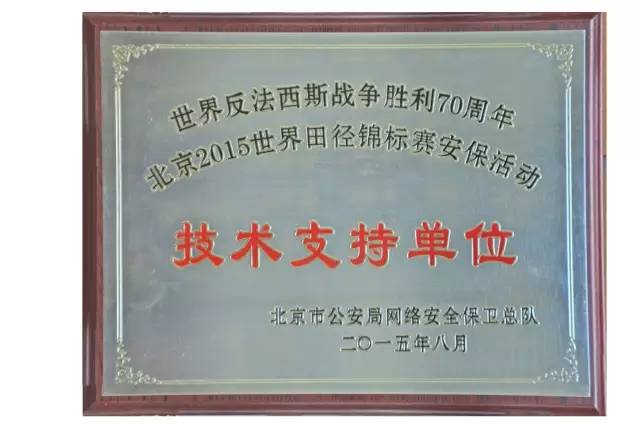 世界反法西斯战争胜利70周年
北京2015世界田径锦标赛安保活动
技术支持单位
北京市公安局网络安全保卫总队
二〇一五年八月